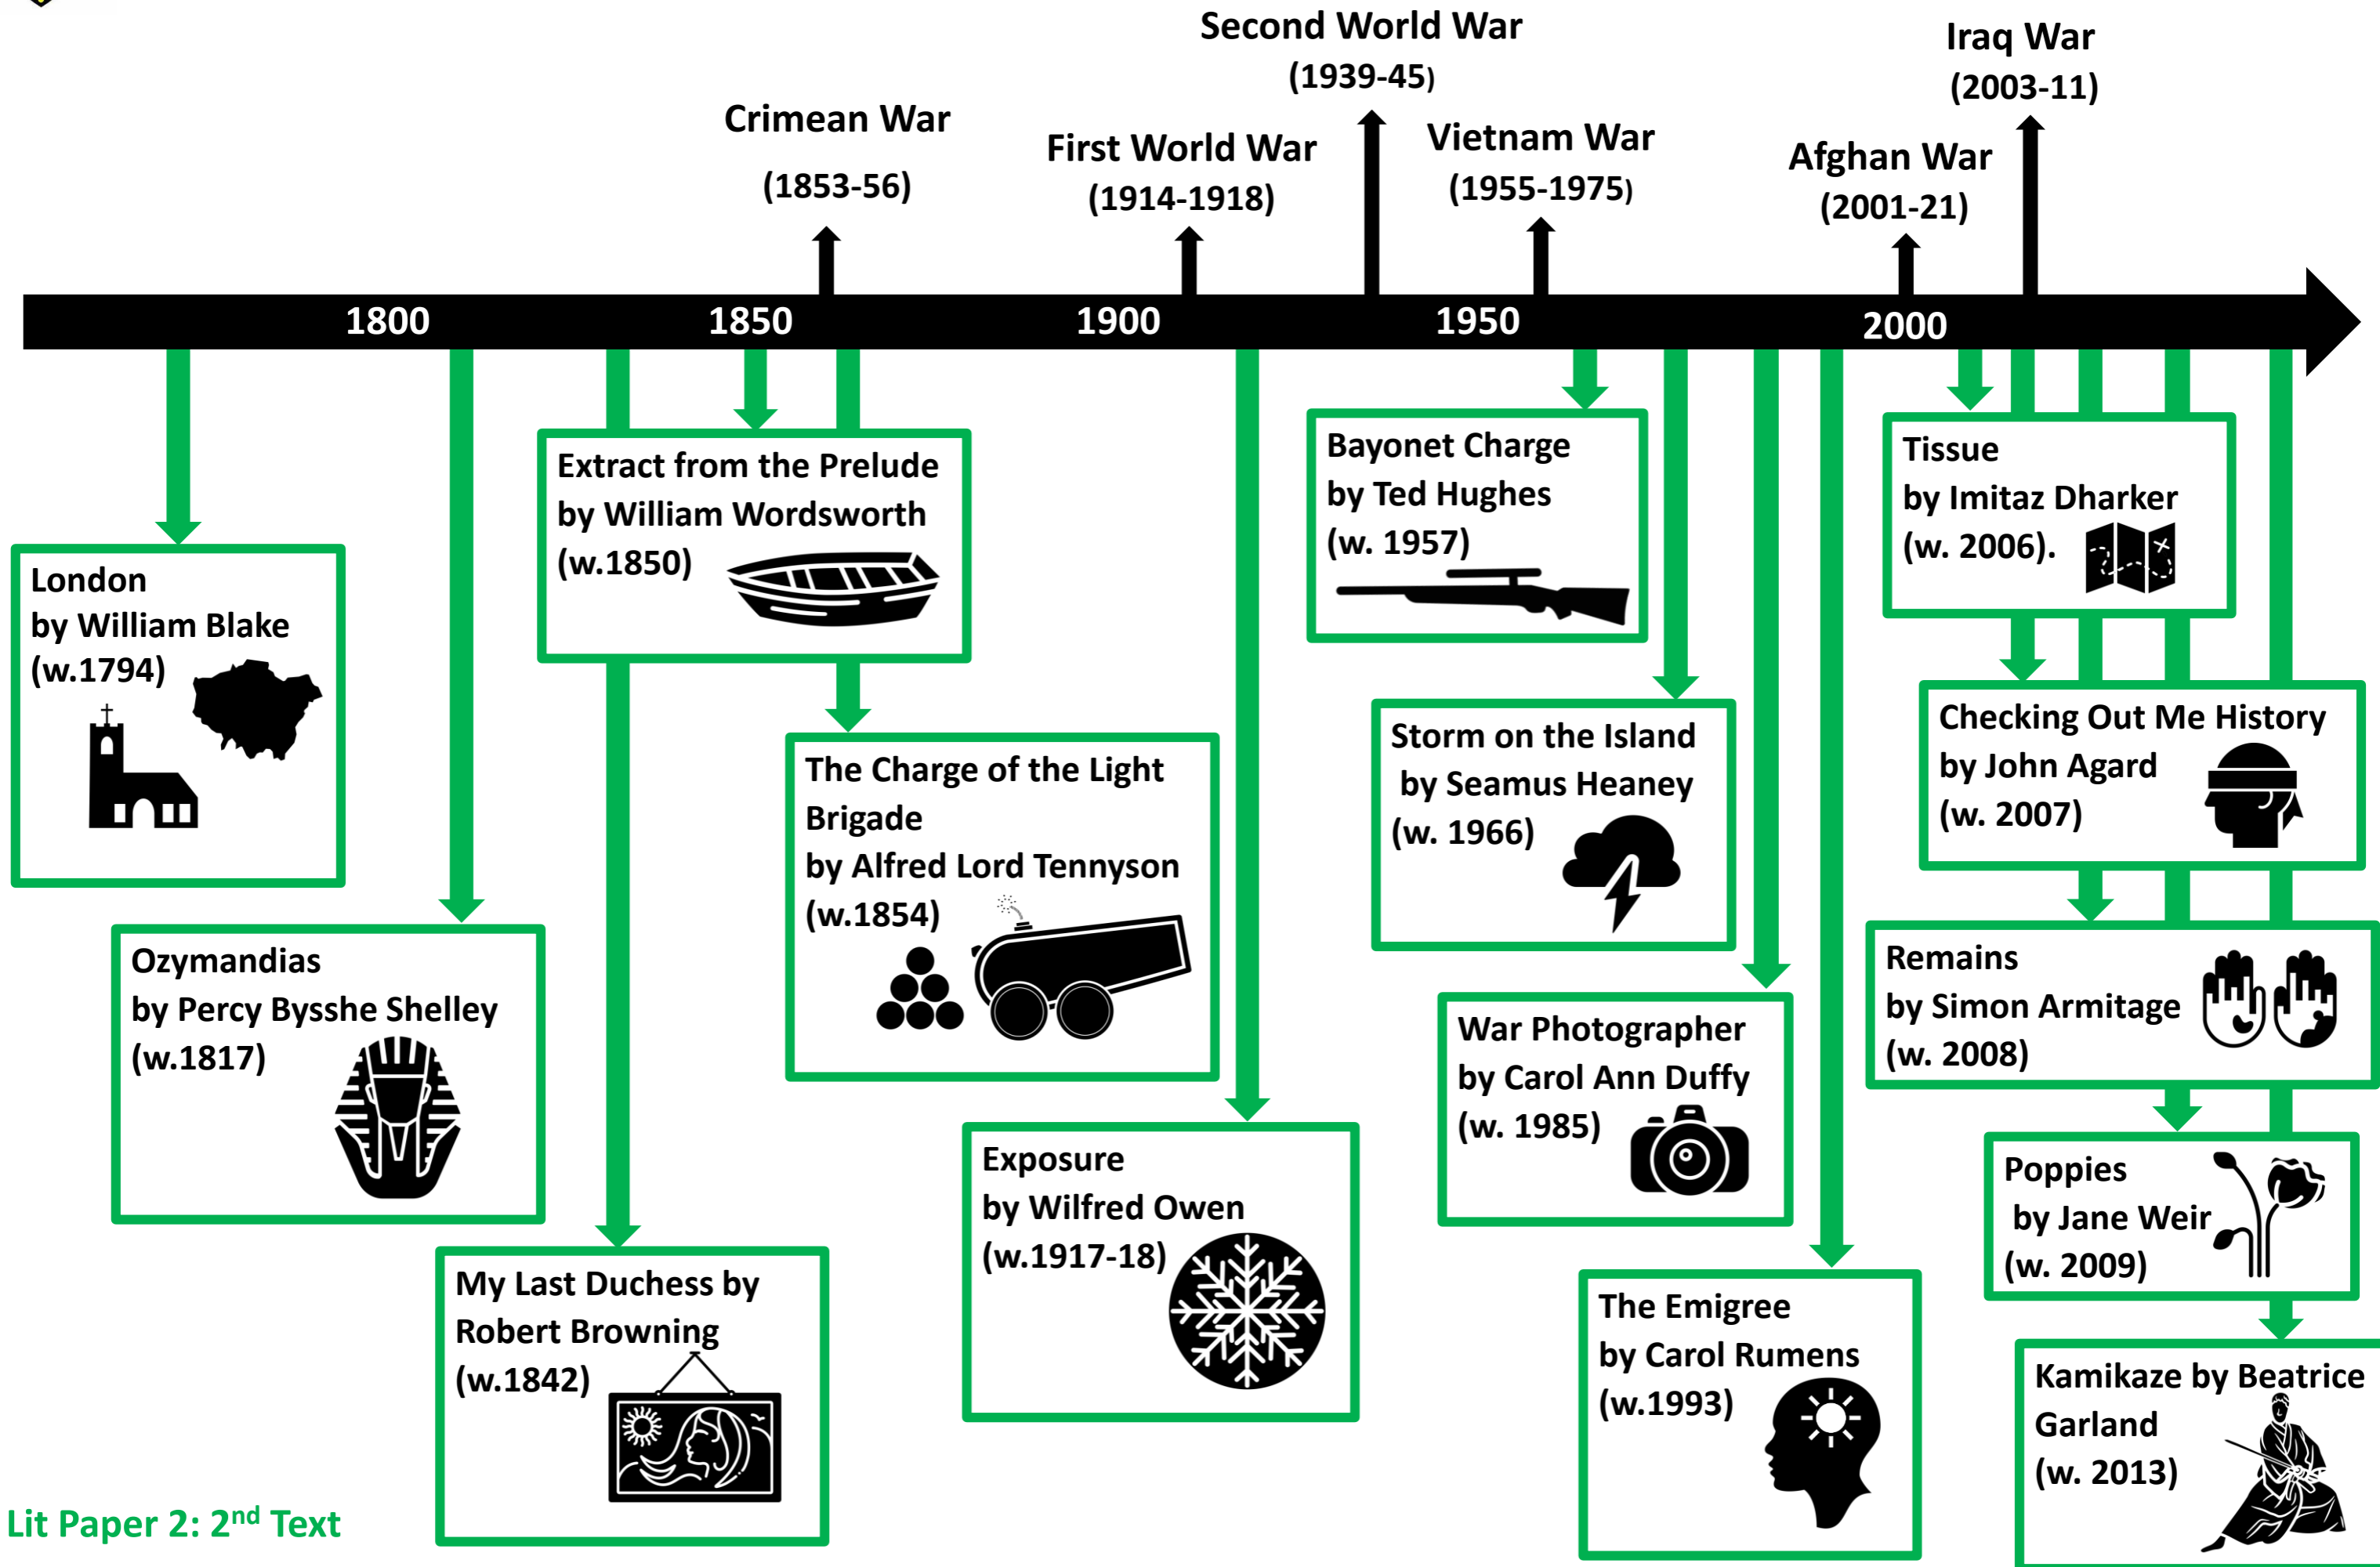 Second World War
(1939-45)
Iraq War
(2003-11)
Crimean War
(1853-56)
First World War
(1914-1918)
Vietnam War
(1955-1975)
Afghan War
(2001-21)
1800
1850
1900
1950
2000
London
by William Blake
(w.1794)
Ozymandias
by Percy Bysshe Shelley
(w.1817)
Extract from the Prelude
by William Wordsworth
(w.1850)
My Last Duchess by
Robert Browning
(w.1842)
The Charge of the Light
Brigade
by Alfred Lord Tennyson
(w.1854)
Exposure
by Wilfred Owen
(w.1917-18)
Bayonet Charge
by Ted Hughes
(w. 1957)
Storm on the Island
by Seamus Heaney
(w. 1966)
War Photographer
by Carol Ann Duffy
(w. 1985)
The Emigree
by Carol Rumens
(w.1993)
Tissue
by Imitaz Dharker
(w. 2006).
Checking Out Me History
by John Agard
(w. 2007)
Remains
by Simon Armitage
(w. 2008)
Poppies
by Jane Weir
(w. 2009)
Kamikaze by Beatrice
Garland
(w. 2013)
Lit Paper 2: 2nd Text